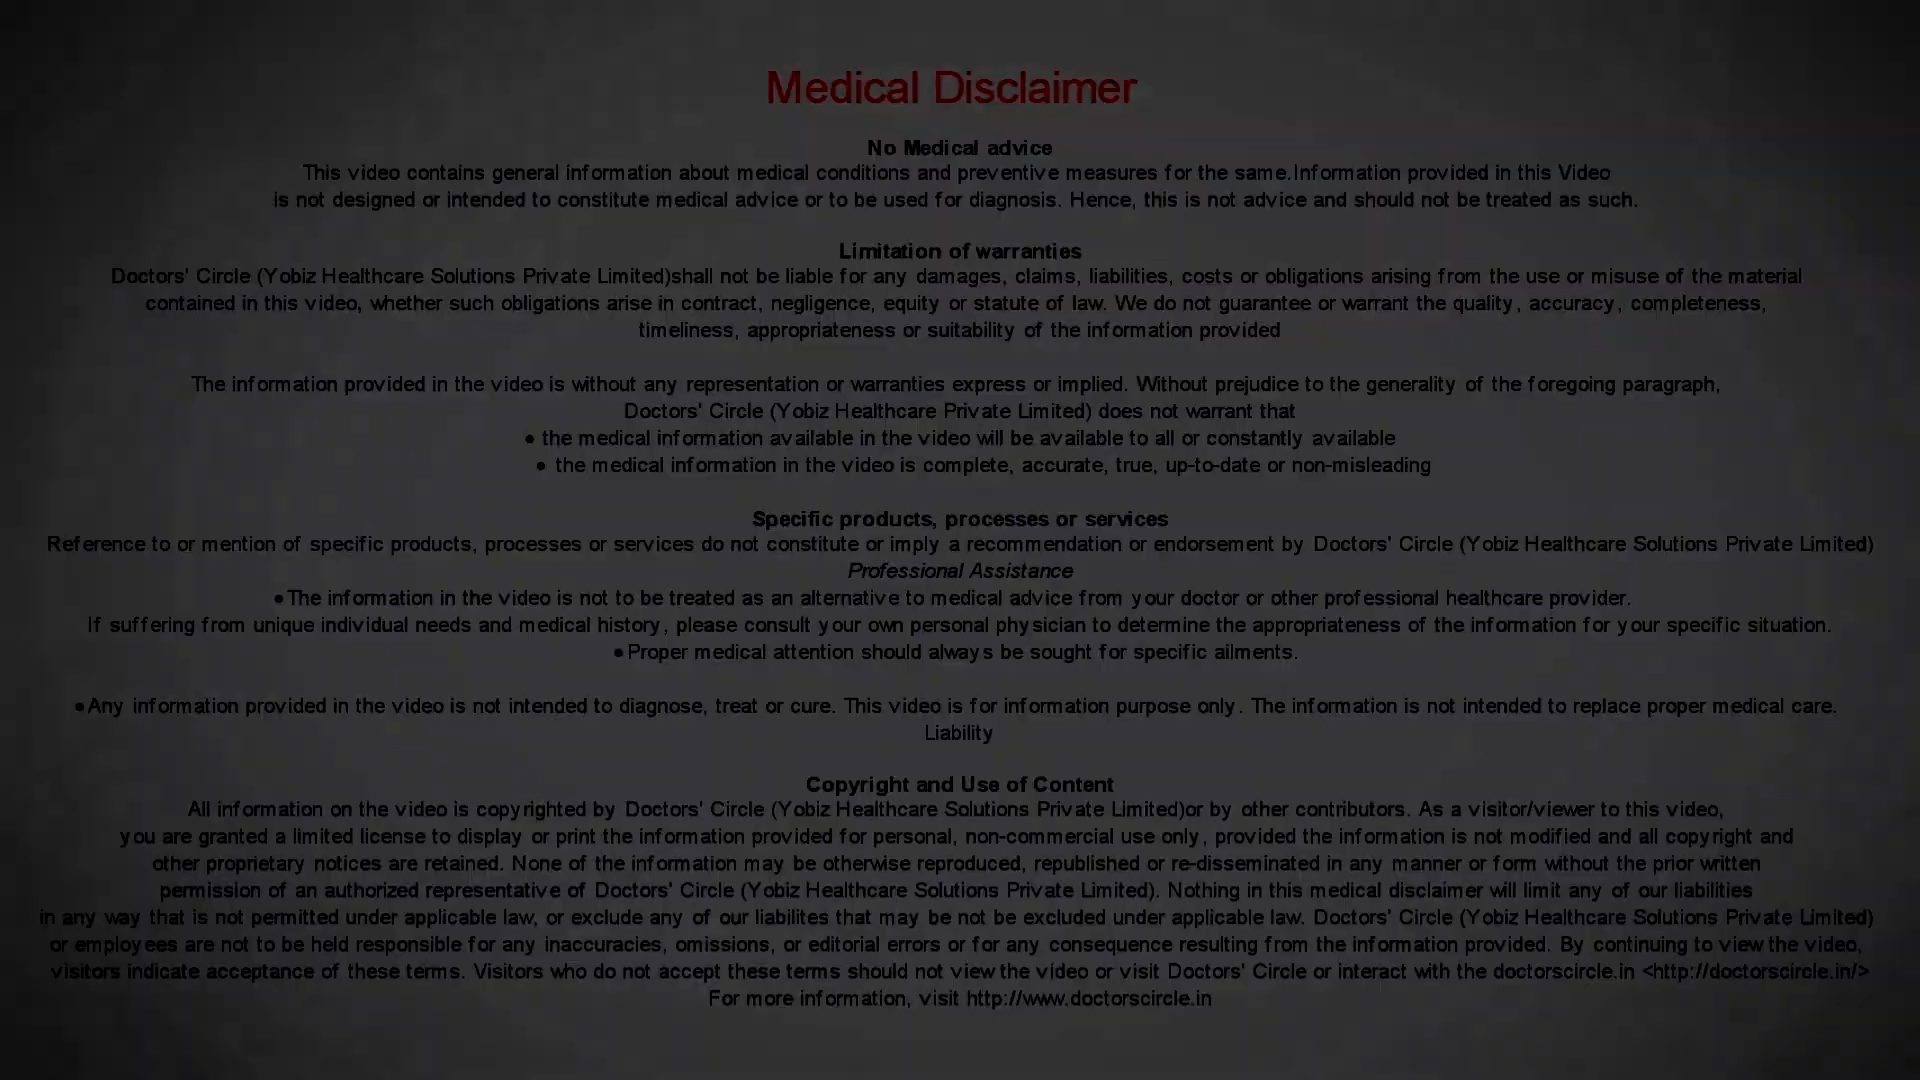 Medical Disclaimer
No Medical advice
This video contains general information about medical conditions and preventive measures for the same.Information provided in this Video
is not designed or intended to constitute medical advice or to be used for diagnosis. Hence, this is not advice and should not be treated as such.
Limitation of warranties
Doctors' Circle (Yobiz Healthcare Solutions Private Limited)shall not be liable for any damages, claims, liabilities, costs or obligations arising from the use or misuse of the material
contained in this video, whether such obligations arise in contract, negligence, equity or statute of law. We do not guarantee or warrant the quality, accuracy, completeness,
timeliness, appropriateness or suitability of the information provided
The information provided in the video is without any representation or warranties express or implied. Without prejudice to the generality of the foregoing paragraph,
Doctors' Circle (Yobiz Healthcare Private Limited) does not warrant that
• the medical information available in the video will be available to all or constantly available
• the medical information in the video is complete, accurate, true, up-to-date or non-misleading
Specific products, processes or services
Reference to or mention of specific products, processes or services do not constitute or imply a recommendation or endorsement by Doctors' Circle (Yobiz Healthcare Solutions Private Limited)
Professional Assistance
•The information in the video is not to be treated as an alternative to medical advice from your doctor or other professional healthcare provider.
If suffering from unique individual needs and medical history, please consult your own personal physician to determine the appropriateness of the information for your specific situation.
•Proper medical attention should always be sought for specific ailments.
•Any information provided in the video is not intended to diagnose, treat or cure. This video is for information purpose only. The information is not intended to replace proper medical care.
Liability
Copyright and Use of Content
All information on the video is copyrighted by Doctors' Circle (Yobiz Healthcare Solutions Private Limited)or by other contributors. As a visitor/viewer to this video,
you are granted a limited license to display or print the information provided for personal, non-commercial use only, provided the information is not modified and all copyright and
other proprietary notices are retained. None of the information may be otherwise reproduced, republished or re-disseminated in any manner or form without the prior written
permission of an authorized representative of Doctors' Circle (Yobiz Healthcare Solutions Private Limited). Nothing in this medical disclaimer will limit any of our liabilities
in any way that is not permitted under applicable law, or exclude any of our liabilites that may be not be excluded under applicable law. Doctors' Circle (Yobiz Healthcare Solutions Private Limited)
or employees are not to be held responsible for any inaccuracies, omissions, or editorial errors or for any consequence resulting from the information provided. By continuing to view the video,
visitors indicate acceptance of these terms. Visitors who do not accept these terms should not view the video or visit Doctors' Circle or interact with the doctorscircle.in <http://doctorscircle.in/>
For more information, visit http://www.doctorscircle.in